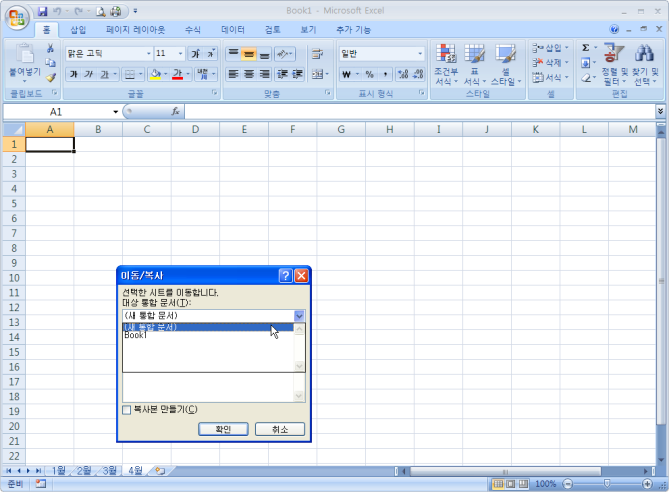 Book1 - Microsoft Excel
홈 삽입 페이지 레이아웃 수식 데이터 검토 보기 추가 기능
맑은 고딕 11 가 가 일반 삽입 Σ
붙여넣기 가 가 가 가 조건부 서식 표 서식 셀 스타일 삭제 정렬 및 필터 찾기 및 선택
₩ % , 서식
클립보드 글꼴 맞춤 표시 형식 스타일 셀 편집
A1 fx
A B C D E F G H I J K L M
1
2
3
4
5
6
7
8
9
10
11
12
13
14
15
16
17
18
19
20
21
22
이동/복사
선택한 시트를 이동합니다.
대상 통합 문서(T):
(새 통합 문서)
(새 통합 문서)
Book1
복사본 만들기(C)
확인 취소
1월 2월 3월 4월
준비 100%